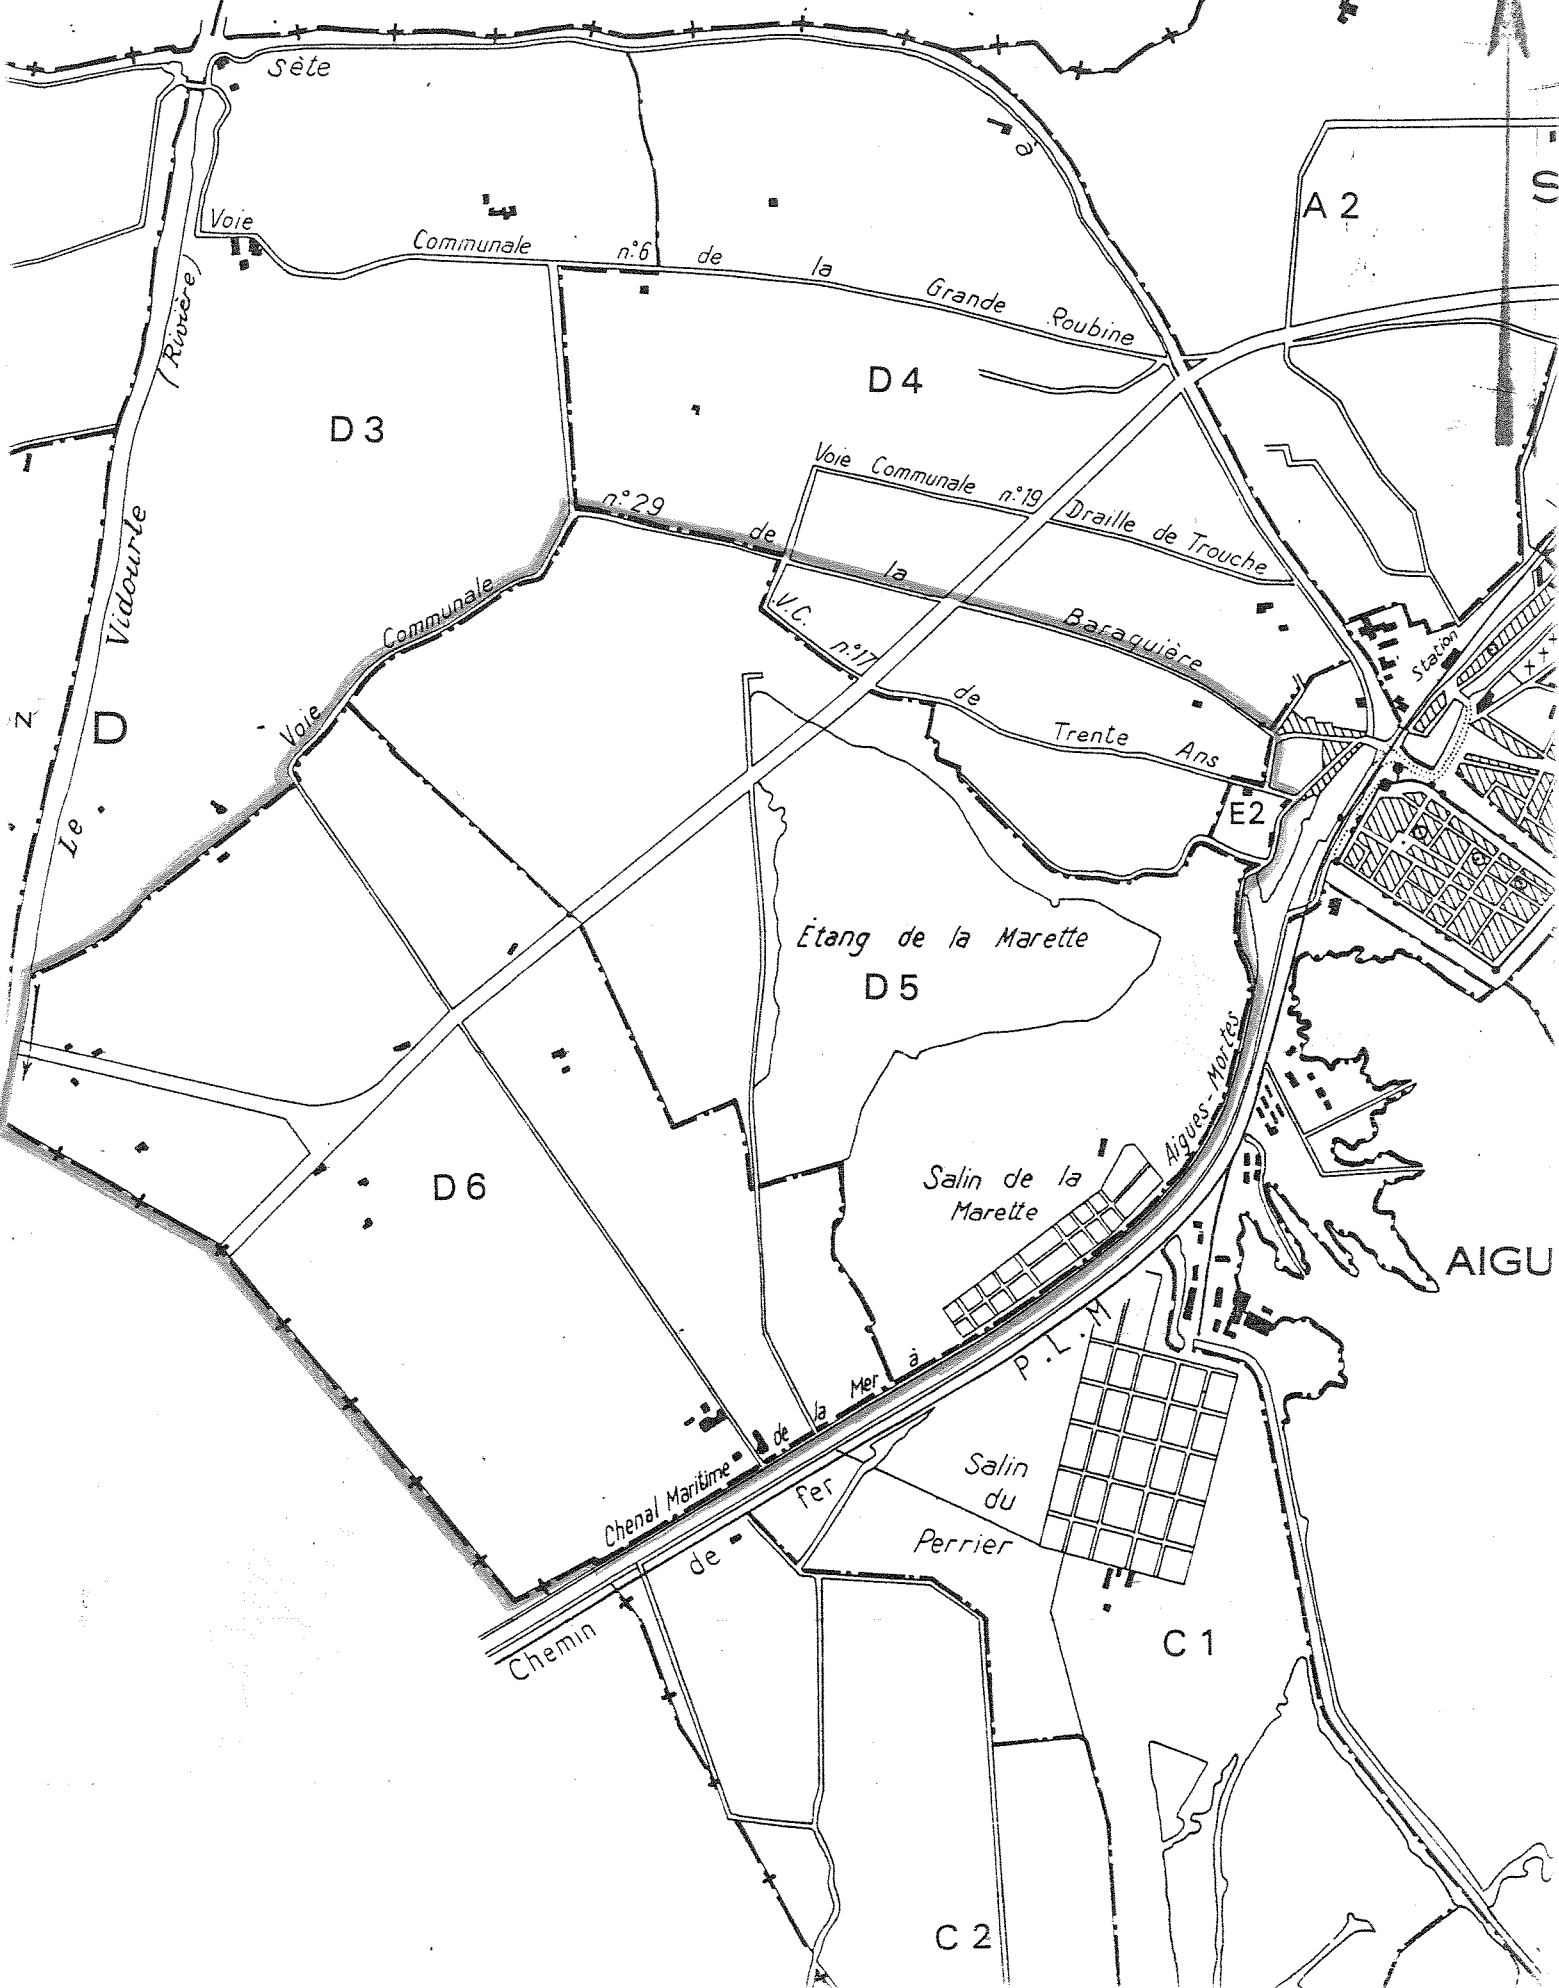 Sète
à
A 2
S
Voie Communale n°6 de la Grande Roubine
(Rivière)
D 4
D 3
Voie Communale n°19 Draille de Trouche
Voie Communale n°29 de la Baraquière
Le Vidourle
V.C. n°17 de Trente Ans
Station
N
D
E2
Étang de la Marette
D 5
Chenal Maritime de la Mer à Aigues-Mortes
Salin de la
Marette
D 6
AIGU
Chemin de fer P.L.M
Salin
du
Perrier
C 1
C 2